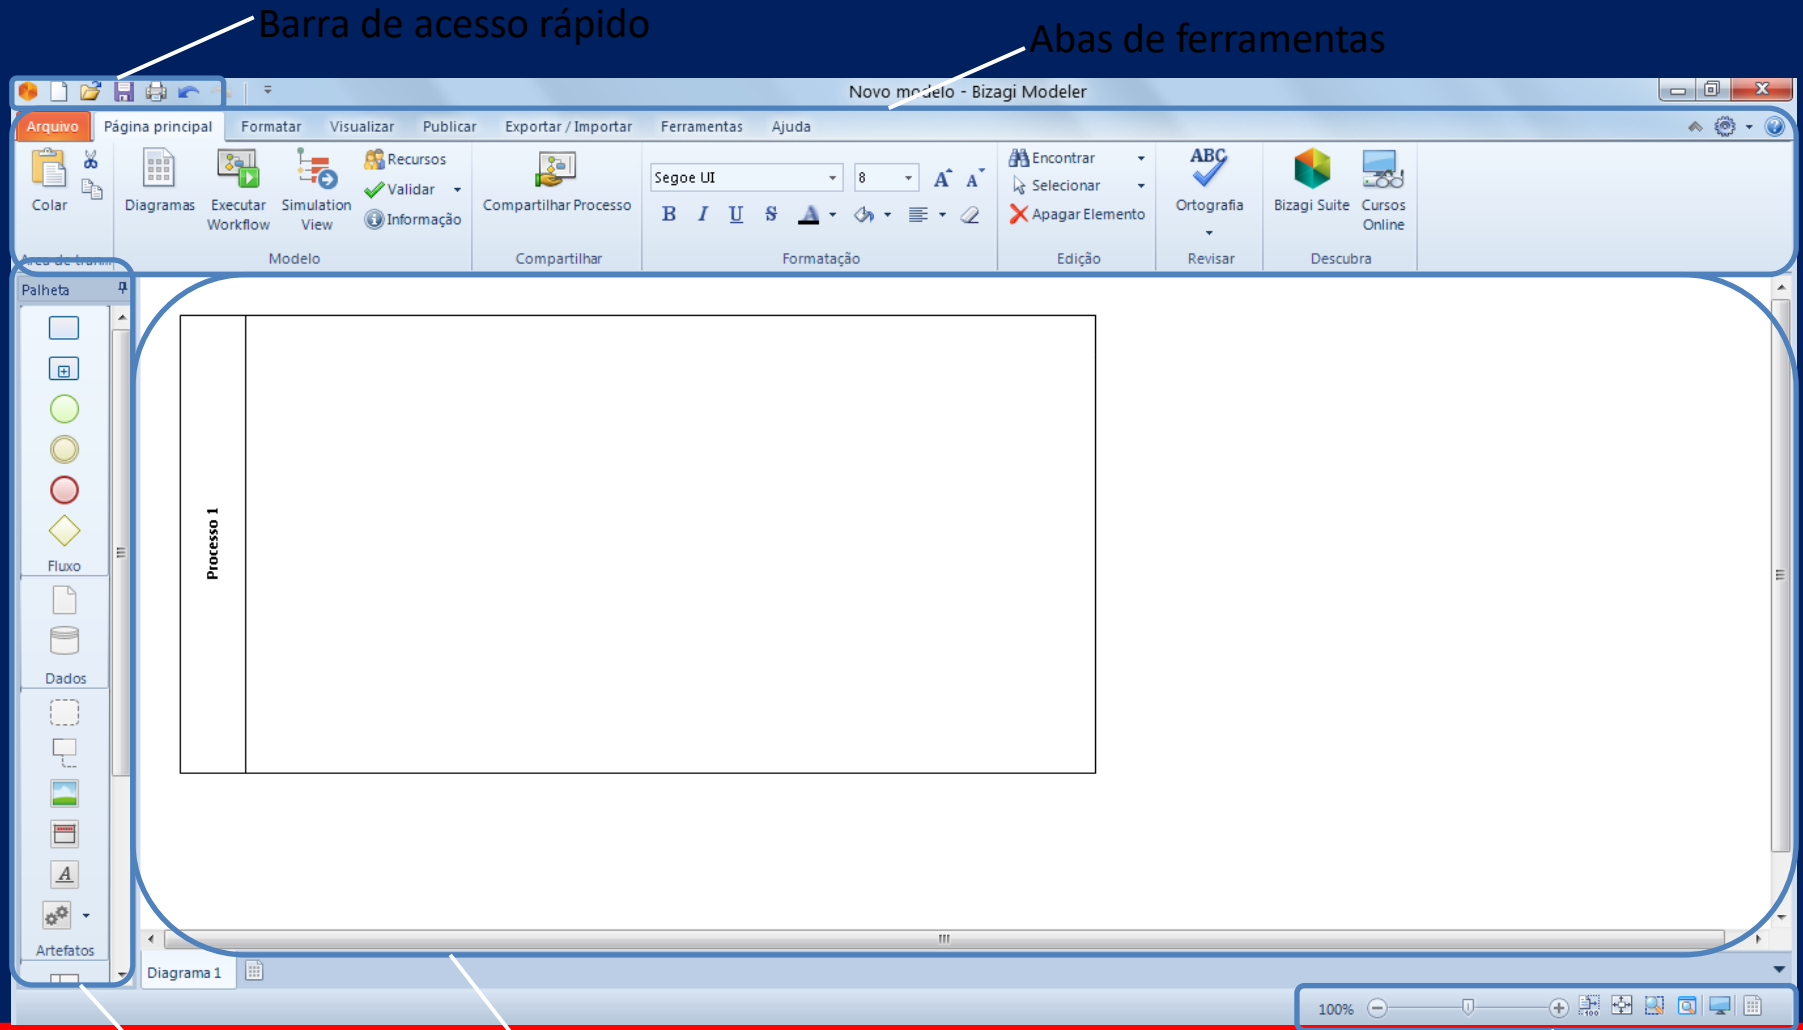 Barra de acesso rápido
Abas de ferramentas
Novo modelo - Bizagi Modeler
Arquivo Página principal Formatar Visualizar Publicar Exportar / Importar Ferramentas Ajuda
Colar
Diagramas
Executar Workflow
Simulation View
Recursos
Validar
Informação
Modelo
Compartilhar Processo
Compartilhar
Segoe UI 8 A A
B I U S A
Formatação
Encontrar
Selecionar
Apagar Elemento
Edição
ABC
Ortografia
Revisar
Bizagi Suite
Cursos Online
Descubra
Palheta
Fluxo
Dados
A
Artefatos
Processo 1
Diagrama 1
100%
100